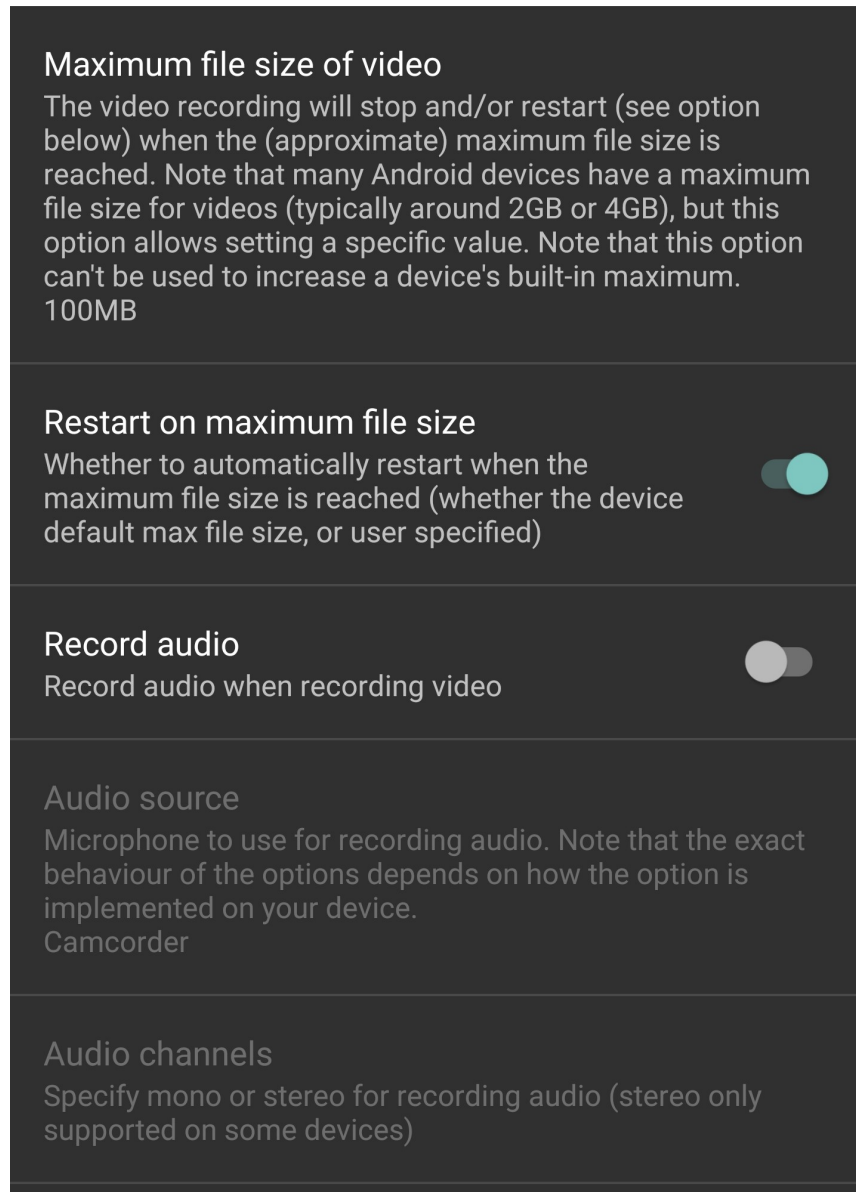 Maximum file size of video
The video recording will stop and/or restart (see option
below) when the (approximate) maximum file size is
reached. Note that many Android devices have a maximum
file size for videos (typically around 2GB or 4GB), but this
option allows setting a specific value. Note that this option
can't be used to increase a device's built-in maximum.
100MB
Restart on maximum file size
Whether to automatically restart when the
maximum file size is reached (whether the device
default max file size, or user specified)
Record audio
Record audio when recording video
Audio source
Microphone to use for recording audio. Note that the exact
behaviour of the options depends on how the option is
implemented on your device.
Camcorder
Audio channels
Specify mono or stereo for recording audio (stereo only
supported on some devices)